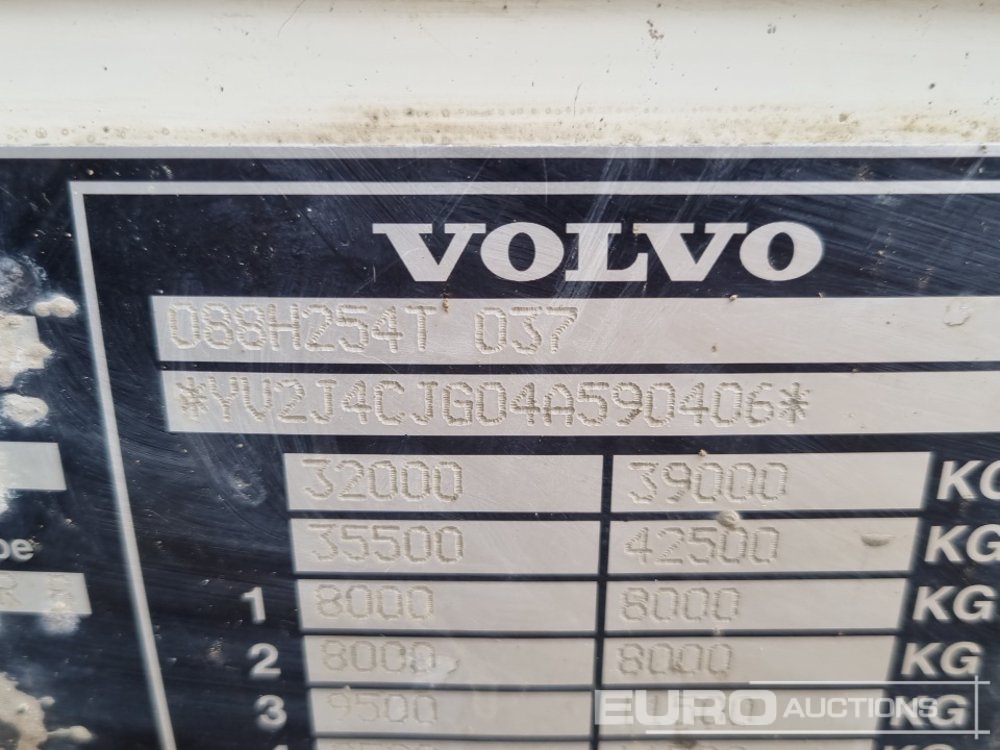 VOLVO
088H254T 037
*YV2J4CJG04A590406*
32000 39000 KG
35500 42500 KG
1 8000 8000 KG
2 8000 8000 KG
3 9500 KG
EURO AUCTIONS